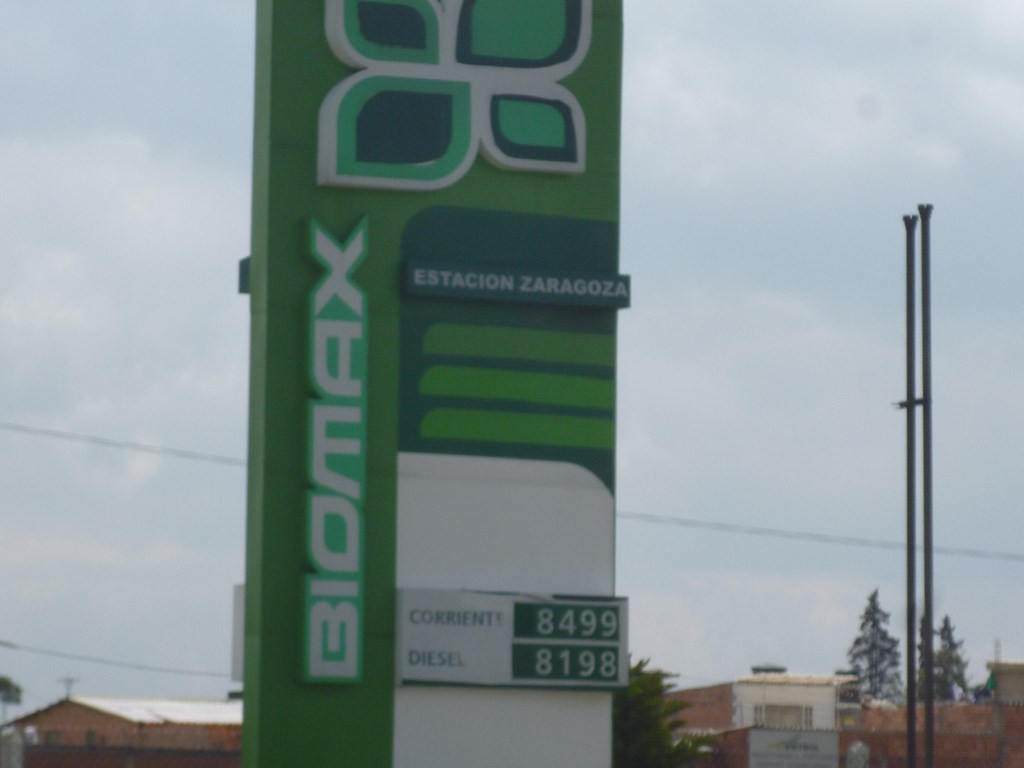 BIOMAX
ESTACION ZARAGOZA
CORRIENTE 8499
DIESEL 8198